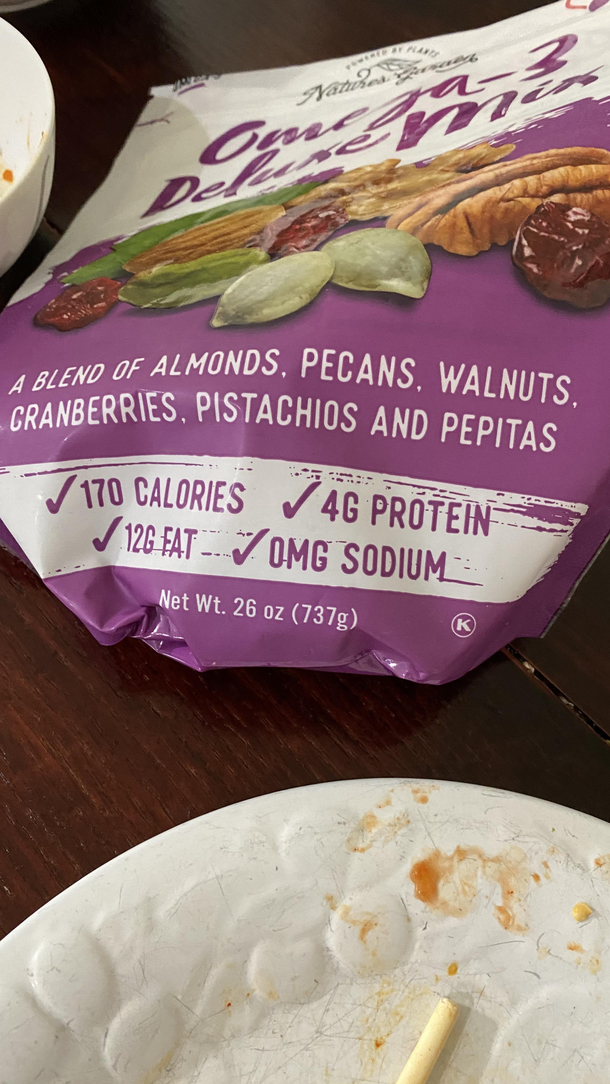 POWERED BY PLANTS
Nature's Garden
Omega-3
Deluxe Mix
A BLEND OF ALMONDS, PECANS, WALNUTS,
CRANBERRIES, PISTACHIOS AND PEPITAS
✓170 CALORIES ✓4G PROTEIN
✓12G FAT ✓0MG SODIUM
Net Wt. 26 oz (737g)
K